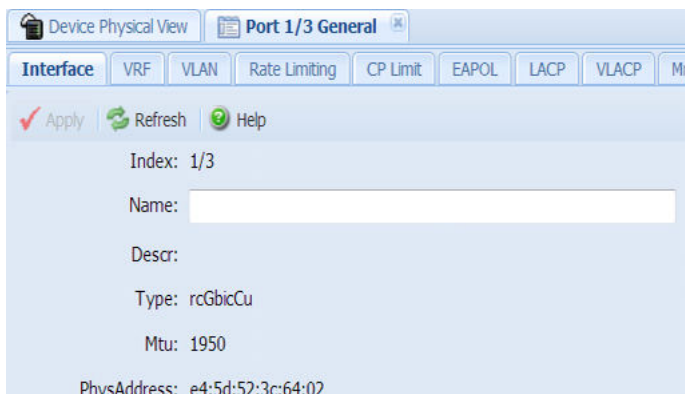 Device Physical View Port 1/3 General
Interface VRF VLAN Rate Limiting CP Limit EAPOL LACP VLACP
Apply Refresh Help
Index: 1/3
Name:
Descr:
Type: rcGbicCu
Mtu: 1950
PhysAddress: e4:5d:52:3c:64:02